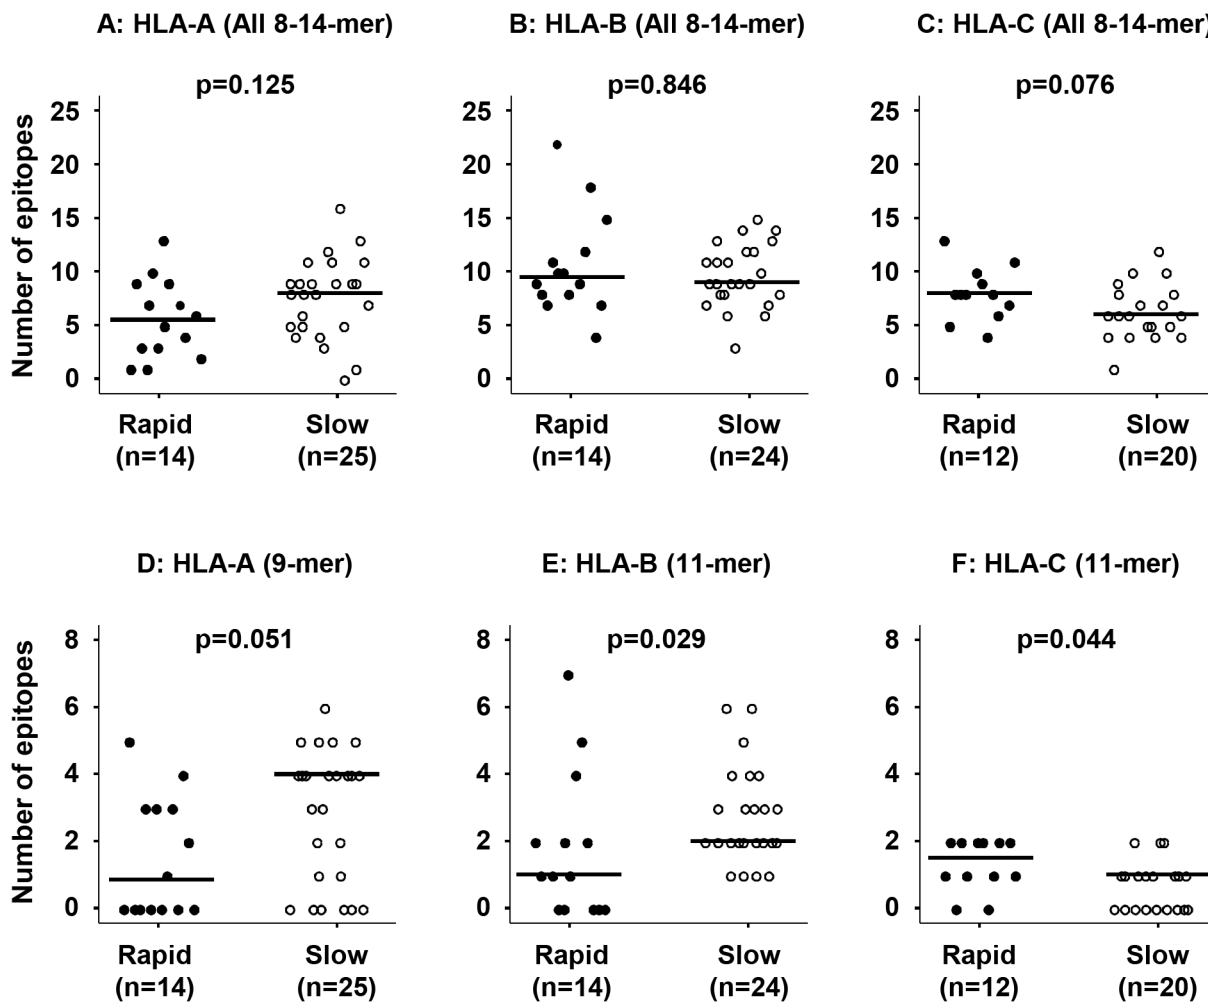 A: HLA-A (All 8-14-mer)
B: HLA-B (All 8-14-mer)
C: HLA-C (All 8-14-mer)
p=0.125
p=0.846
p=0.076
Number of epitopes
25
20
15
10
5
0
25
20
15
10
5
0
25
20
15
10
5
0
Rapid
(n=14)
Slow
(n=25)
Rapid
(n=14)
Slow
(n=24)
Rapid
(n=12)
Slow
(n=20)
D: HLA-A (9-mer)
E: HLA-B (11-mer)
F: HLA-C (11-mer)
p=0.051
p=0.029
p=0.044
Number of epitopes
8
6
4
2
0
8
6
4
2
0
8
6
4
2
0
Rapid
(n=14)
Slow
(n=25)
Rapid
(n=14)
Slow
(n=24)
Rapid
(n=12)
Slow
(n=20)